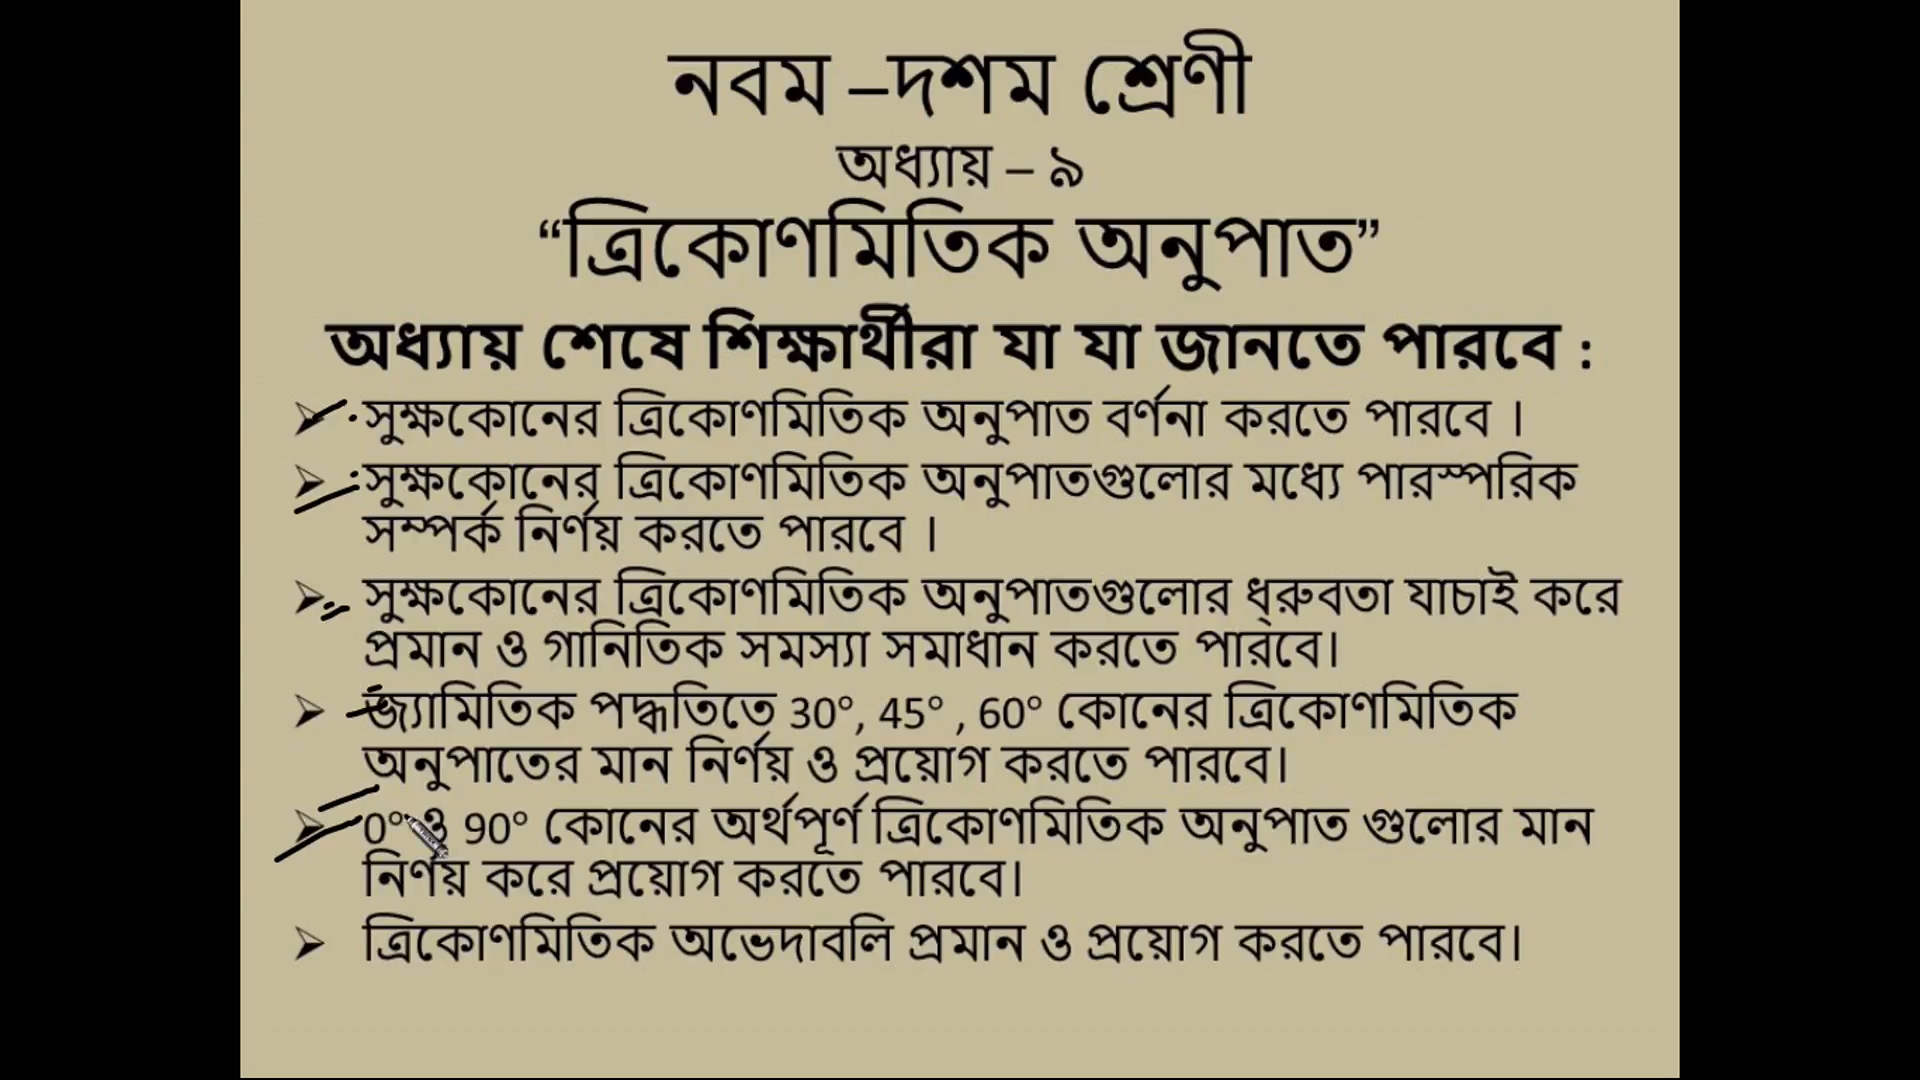 নবম –দশম শ্রেণী
অধ্যায় – ৯
“ত্রিকোণমিতিক অনুপাত”
অধ্যায় শেষে শিক্ষার্থীরা যা যা জানতে পারবে :
➢ সুক্ষকোনের ত্রিকোণমিতিক অনুপাত বর্ণনা করতে পারবে ।
➢ সুক্ষকোনের ত্রিকোণমিতিক অনুপাতগুলোর মধ্যে পারস্পরিক
সম্পর্ক নির্ণয় করতে পারবে ।
➢ সুক্ষকোনের ত্রিকোণমিতিক অনুপাতগুলোর ধ্রুবতা যাচাই করে
প্রমান ও গানিতিক সমস্যা সমাধান করতে পারবে।
➢ জ্যামিতিক পদ্ধতিতে 30°, 45° , 60° কোনের ত্রিকোণমিতিক
অনুপাতের মান নির্ণয় ও প্রয়োগ করতে পারবে।
➢ 0° ও 90° কোনের অর্থপূর্ণ ত্রিকোণমিতিক অনুপাত গুলোর মান
নির্ণয় করে প্রয়োগ করতে পারবে।
➢ ত্রিকোণমিতিক অভেদাবলি প্রমান ও প্রয়োগ করতে পারবে।